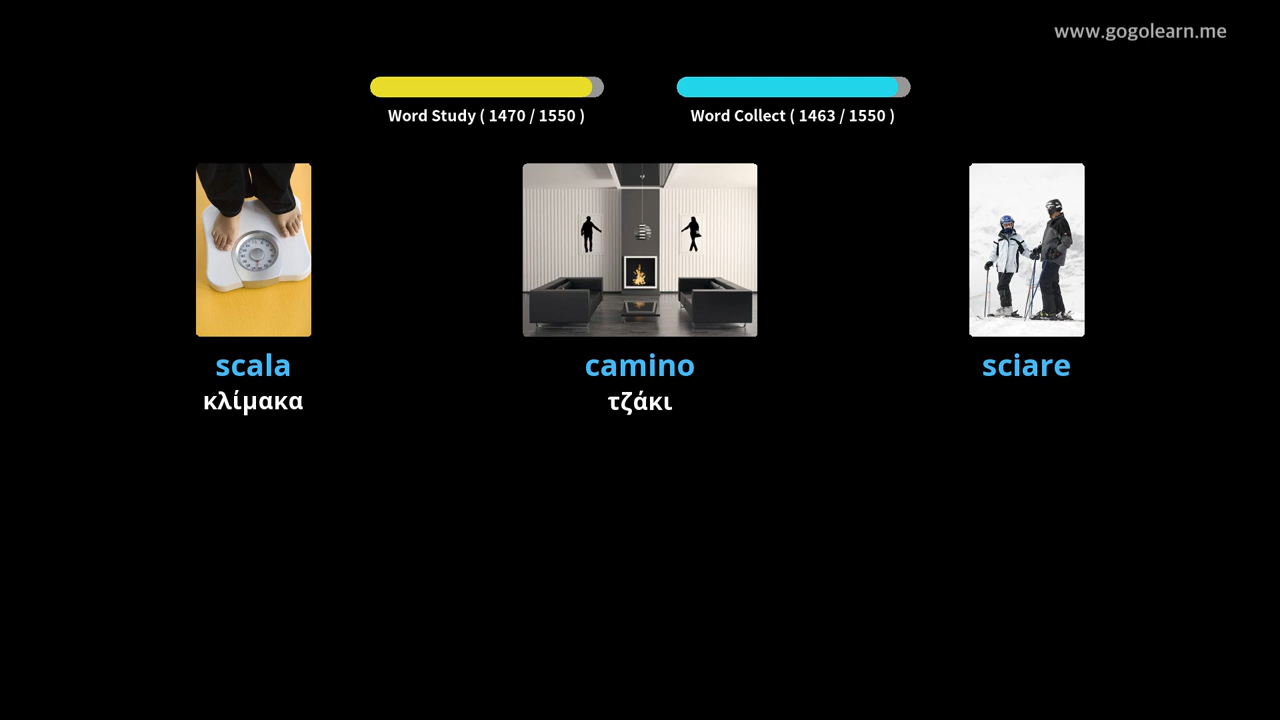 www.gogolearn.me
Word Study ( 1470 / 1550 )
Word Collect ( 1463 / 1550 )
scala
κλίμακα
camino
τζάκι
sciare